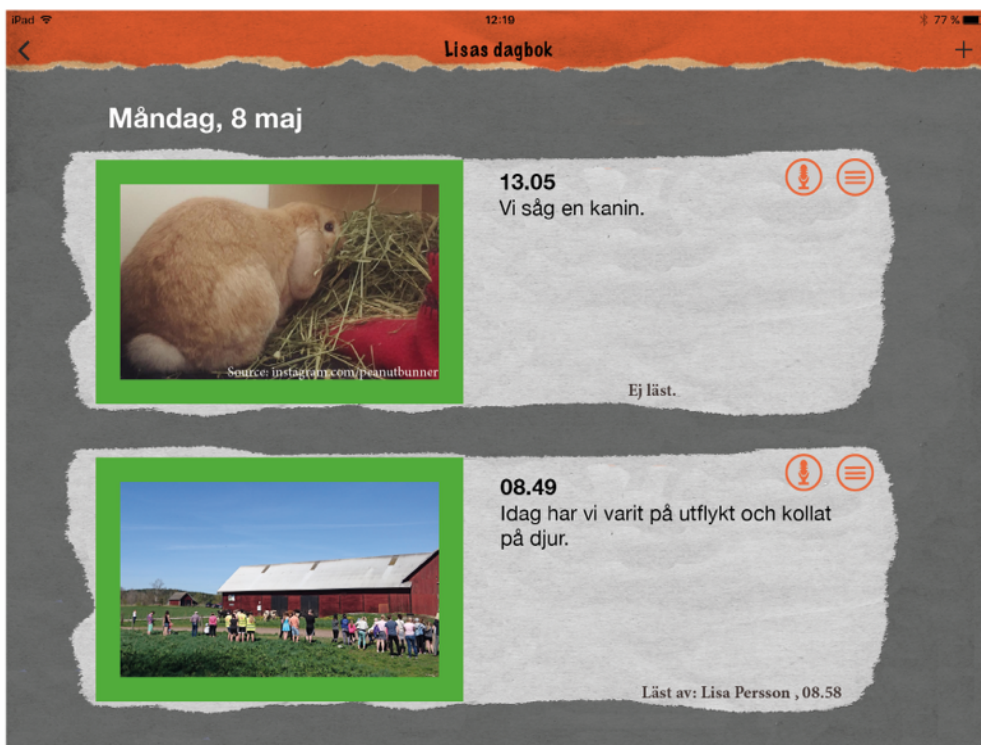 iPad 12:19 77 %
Lisas dagbok
Måndag, 8 maj
13.05
Vi såg en kanin.
Source: instagram.com/peanutbunner
Ej läst.
08.49
Idag har vi varit på utflykt och kollat
på djur.
Läst av: Lisa Persson , 08.58